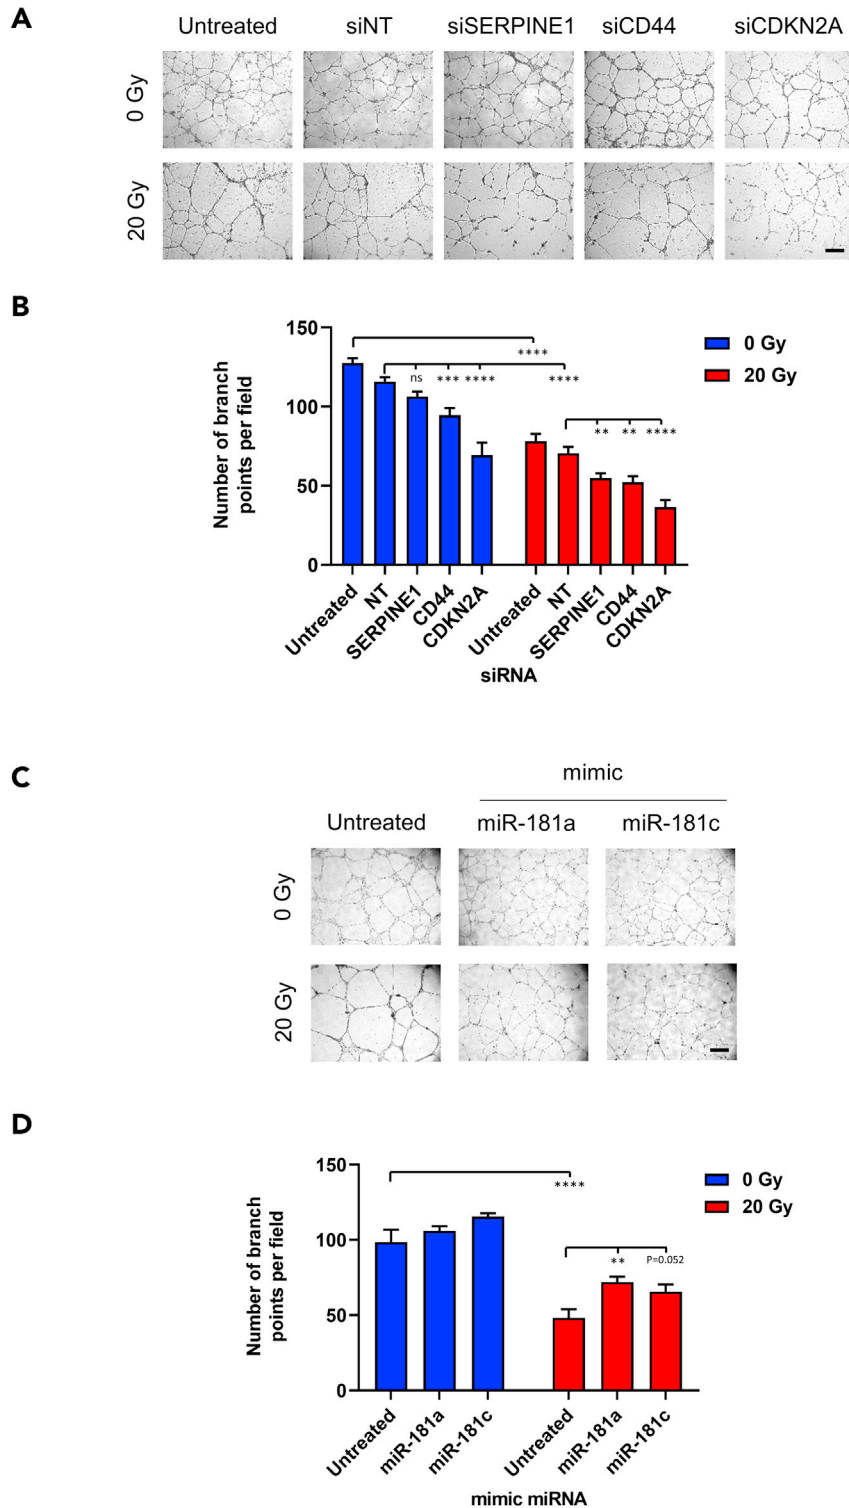 A
Untreated siNT siSERPINE1 siCD44 siCDKN2A
0 Gy
20 Gy
B
Number of branch
points per field
150
100
50
0
0 Gy
20 Gy
****
ns *** **** ****
** ** ****
Untreated NT SERPINE1 CD44 CDKN2A Untreated NT SERPINE1 CD44 CDKN2A
siRNA
C
mimic
Untreated miR-181a miR-181c
0 Gy
20 Gy
D
Number of branch
points per field
150
100
50
0
0 Gy
20 Gy
****
** P=0.052
Untreated miR-181a miR-181c Untreated miR-181a miR-181c
mimic miRNA